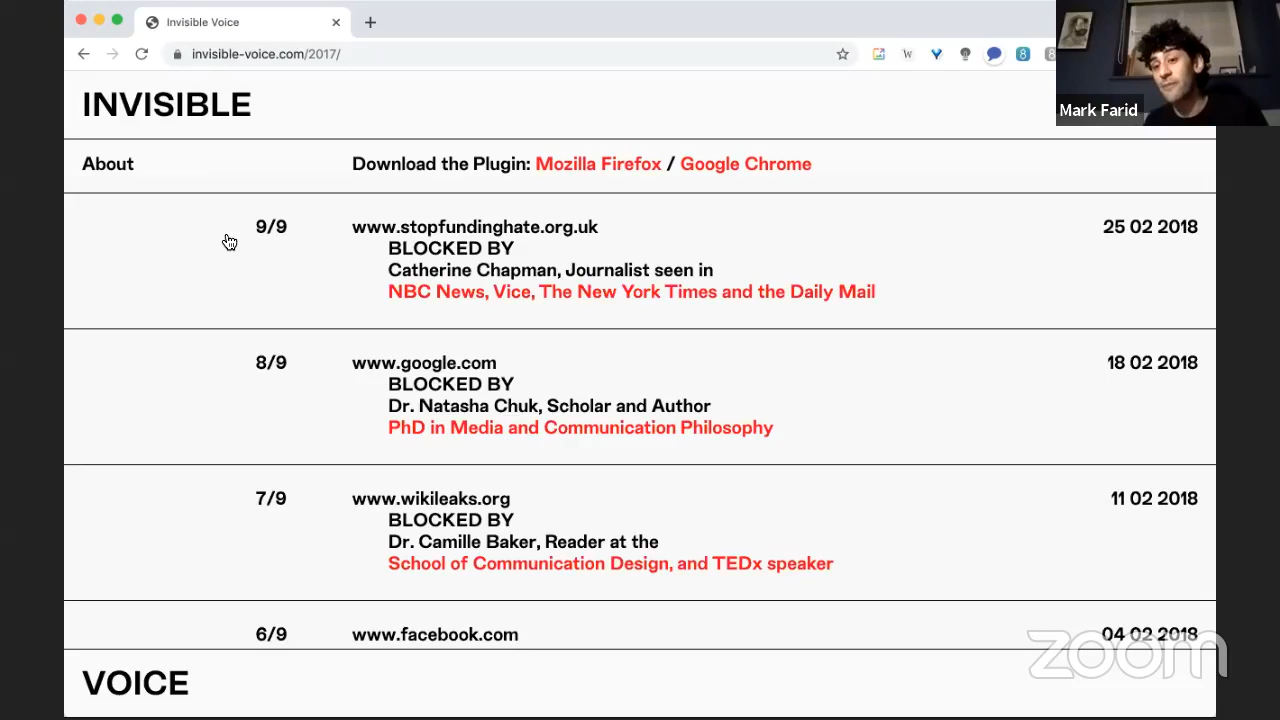 Invisible Voice
invisible-voice.com/2017/
Mark Farid
INVISIBLE
About Download the Plugin: Mozilla Firefox / Google Chrome
9/9 www.stopfundinghate.org.uk 25 02 2018
BLOCKED BY
Catherine Chapman, Journalist seen in
NBC News, Vice, The New York Times and the Daily Mail
8/9 www.google.com 18 02 2018
BLOCKED BY
Dr. Natasha Chuk, Scholar and Author
PhD in Media and Communication Philosophy
7/9 www.wikileaks.org 11 02 2018
BLOCKED BY
Dr. Camille Baker, Reader at the
School of Communication Design, and TEDx speaker
6/9 www.facebook.com 04 02 2018
zoom
VOICE